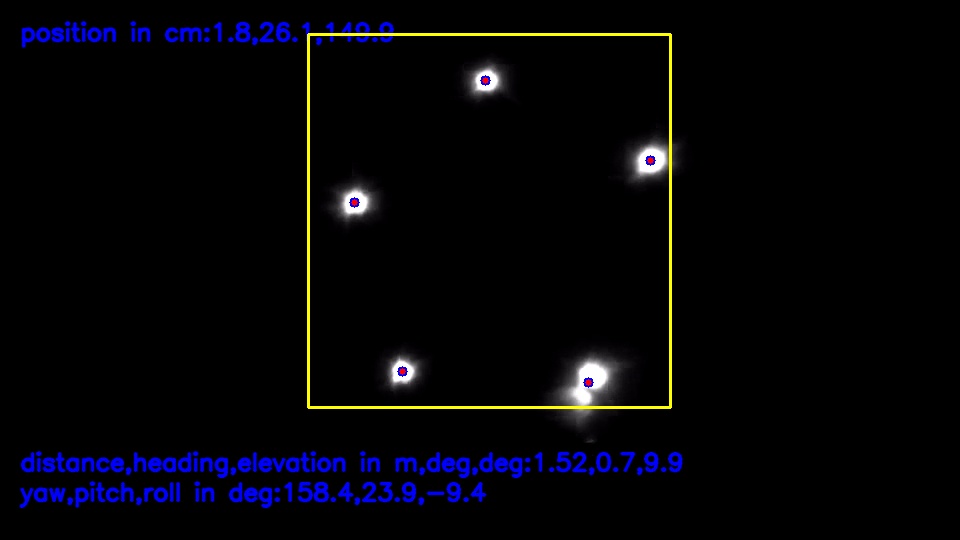 position in cm:1.8,26.1,149.9
distance,heading,elevation in m,deg,deg:1.52,0.7,9.9
yaw,pitch,roll in deg:158.4,23.9,-9.4